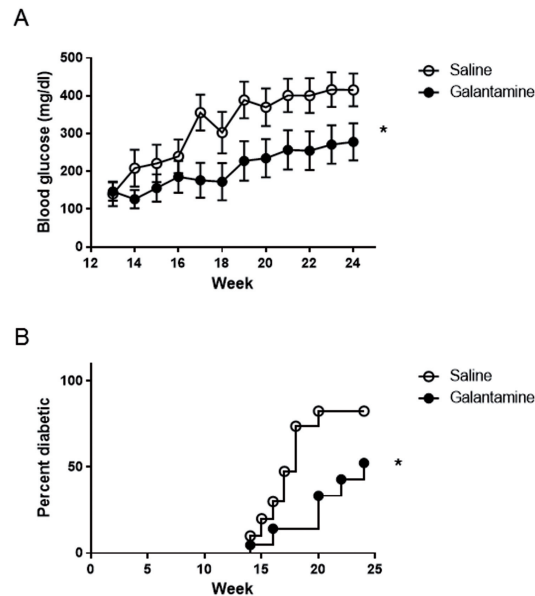 A
Blood glucose (mg/dl)
500
400
300
200
100
0
12 14 16 18 20 22 24
Week
Saline
Galantamine
*
B
Percent diabetic
100
50
0
0 5 10 15 20 25
Week
Saline
Galantamine
*